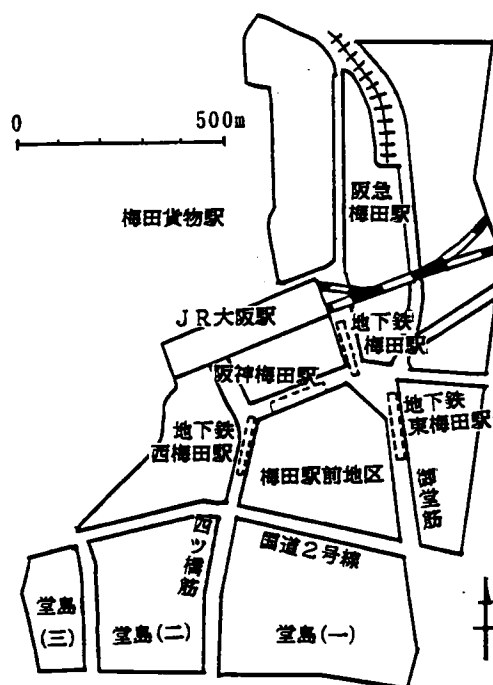 0 500m
阪急
梅田駅
梅田貨物駅
JR大阪駅
地下鉄
梅田駅
阪神梅田駅
地下鉄
東梅田駅
地下鉄
西梅田駅
梅田駅前地区
御堂筋
四ツ橋筋
国道2号線
堂島
(三)
堂島(二)
堂島(一)